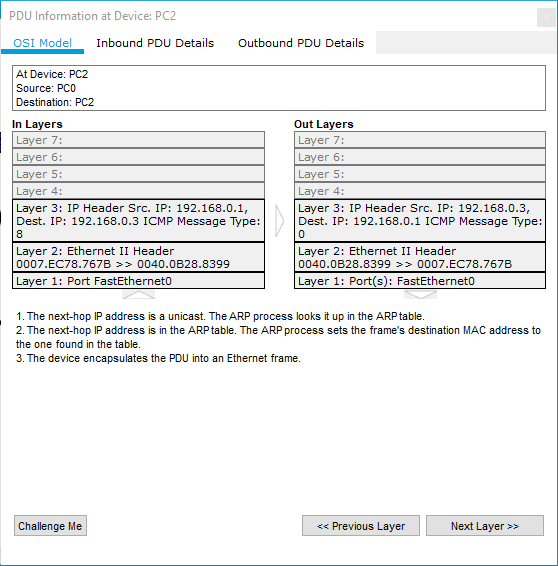 PDU Information at Device: PC2
x
OSI Model Inbound PDU Details Outbound PDU Details
At Device: PC2
Source: PC0
Destination: PC2
In Layers
Layer 7:
Layer 6:
Layer 5:
Layer 4:
Layer 3: IP Header Src. IP: 192.168.0.1,
Dest. IP: 192.168.0.3 ICMP Message Type:
8
Layer 2: Ethernet II Header
0007.EC78.767B >> 0040.0B28.8399
Layer 1: Port FastEthernet0
Out Layers
Layer 7:
Layer 6:
Layer 5:
Layer 4:
Layer 3: IP Header Src. IP: 192.168.0.3,
Dest. IP: 192.168.0.1 ICMP Message Type:
0
Layer 2: Ethernet II Header
0040.0B28.8399 >> 0007.EC78.767B
Layer 1: Port(s): FastEthernet0
1. The next-hop IP address is a unicast. The ARP process looks it up in the ARP table.
2. The next-hop IP address is in the ARP table. The ARP process sets the frame's destination MAC address to
the one found in the table.
3. The device encapsulates the PDU into an Ethernet frame.
Challenge Me << Previous Layer Next Layer >>